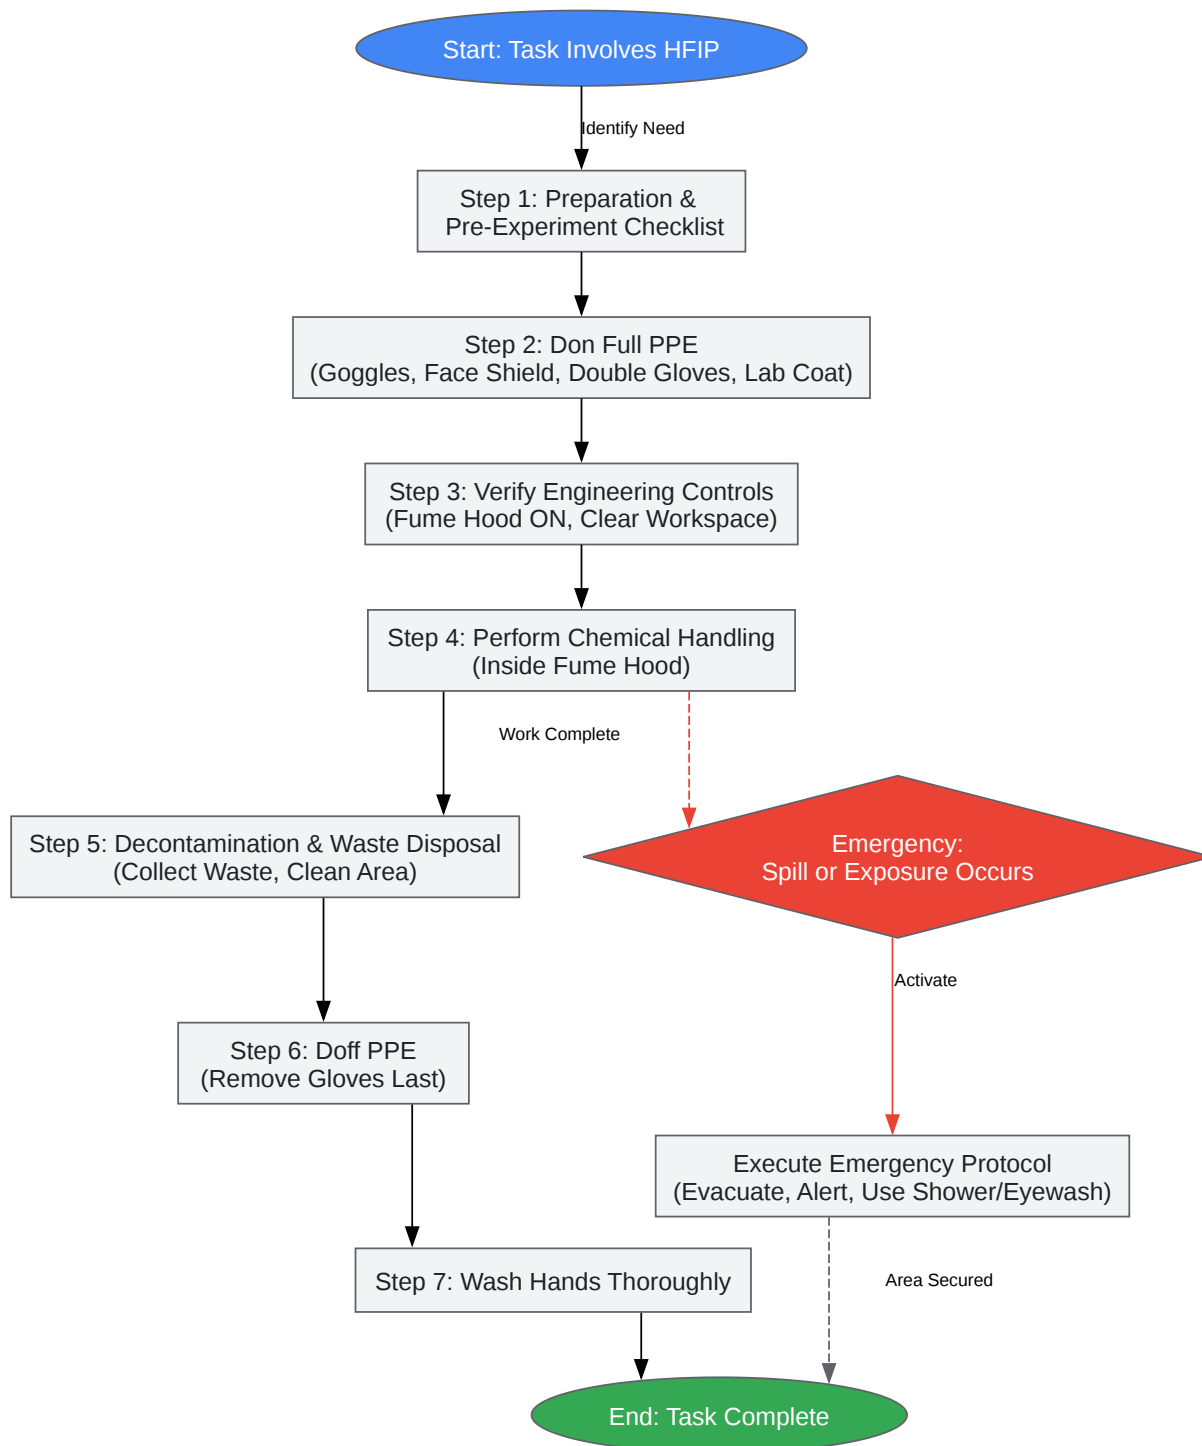 Start: Task Involves HFIP
Identify Need
Step 1: Preparation &
Pre-Experiment Checklist
Step 2: Don Full PPE
(Goggles, Face Shield, Double Gloves, Lab Coat)
Step 3: Verify Engineering Controls
(Fume Hood ON, Clear Workspace)
Step 4: Perform Chemical Handling
(Inside Fume Hood)
Work Complete
Step 5: Decontamination & Waste Disposal
(Collect Waste, Clean Area)
Emergency:
Spill or Exposure Occurs
Activate
Step 6: Doff PPE
(Remove Gloves Last)
Execute Emergency Protocol
(Evacuate, Alert, Use Shower/Eyewash)
Step 7: Wash Hands Thoroughly
Area Secured
End: Task Complete